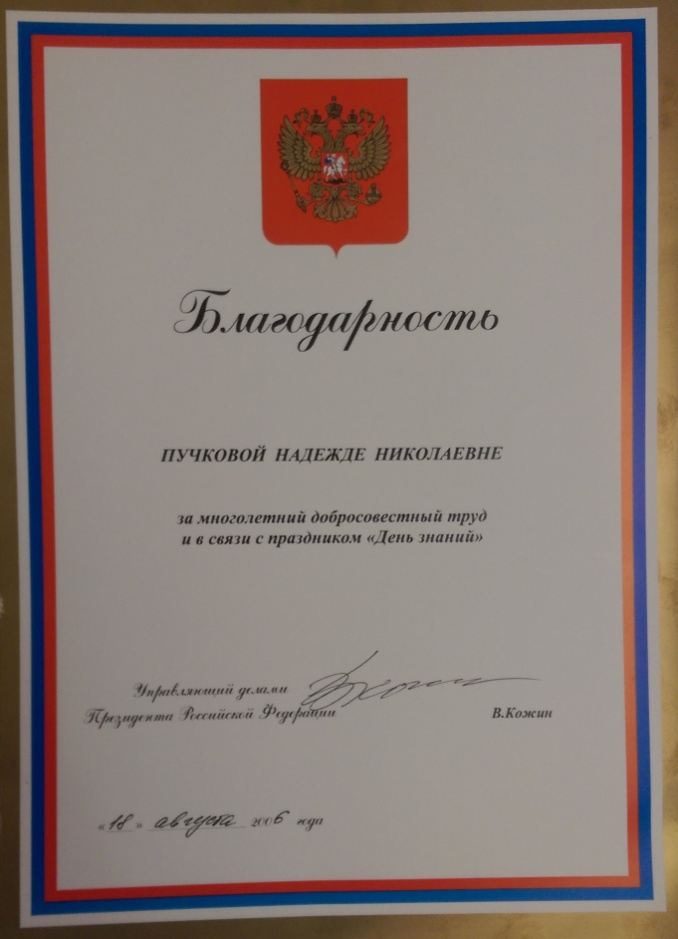 Благодарность
ПУЧКОВОЙ НАДЕЖДЕ НИКОЛАЕВНЕ
за многолетний добросовестный труд
и в связи с праздником «День знаний»
Управляющий делами
Президента Российской Федерации
В.Кожин
«18» августа 2006 года